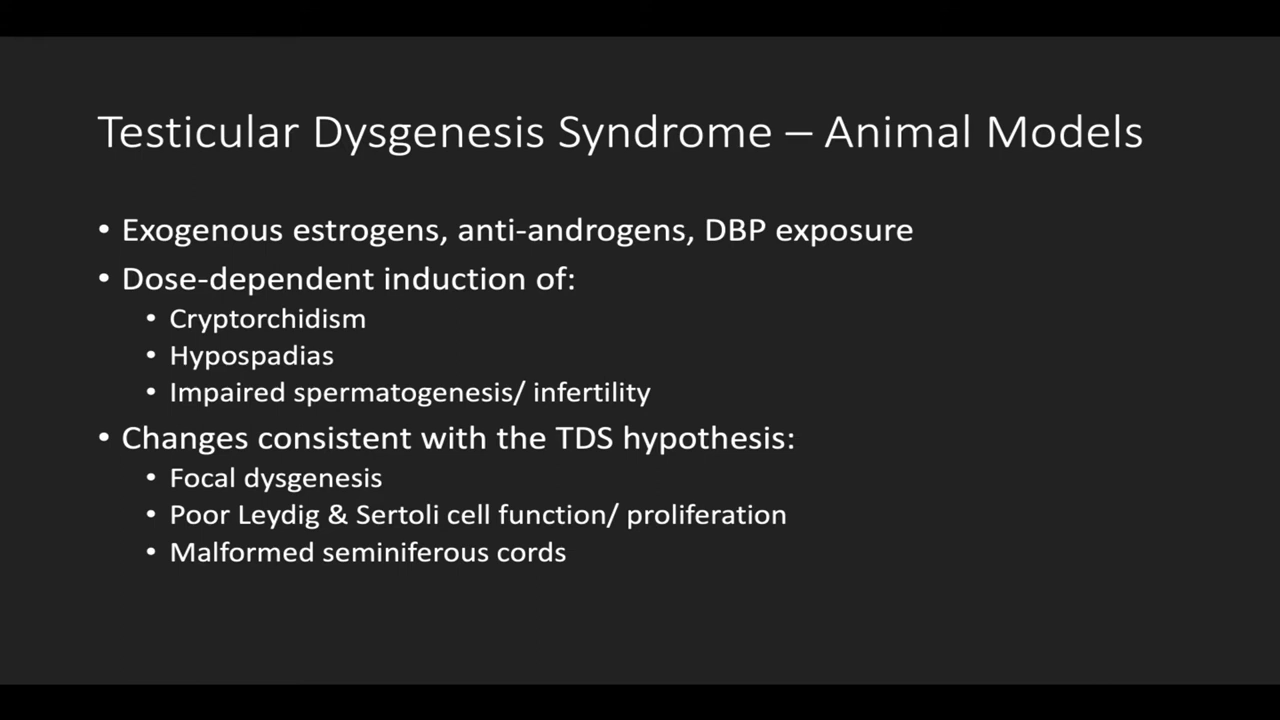 Testicular Dysgenesis Syndrome – Animal Models
• Exogenous estrogens, anti-androgens, DBP exposure
• Dose-dependent induction of:
• Cryptorchidism
• Hypospadias
• Impaired spermatogenesis/ infertility
• Changes consistent with the TDS hypothesis:
• Focal dysgenesis
• Poor Leydig & Sertoli cell function/ proliferation
• Malformed seminiferous cords